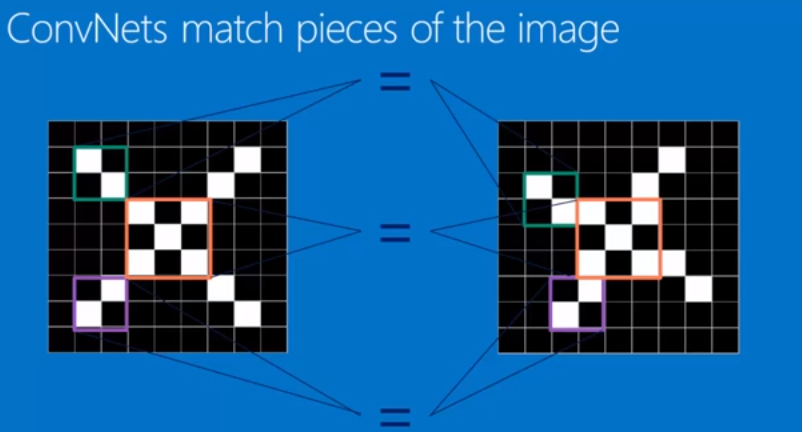 ConvNets match pieces of the image
=
=
=